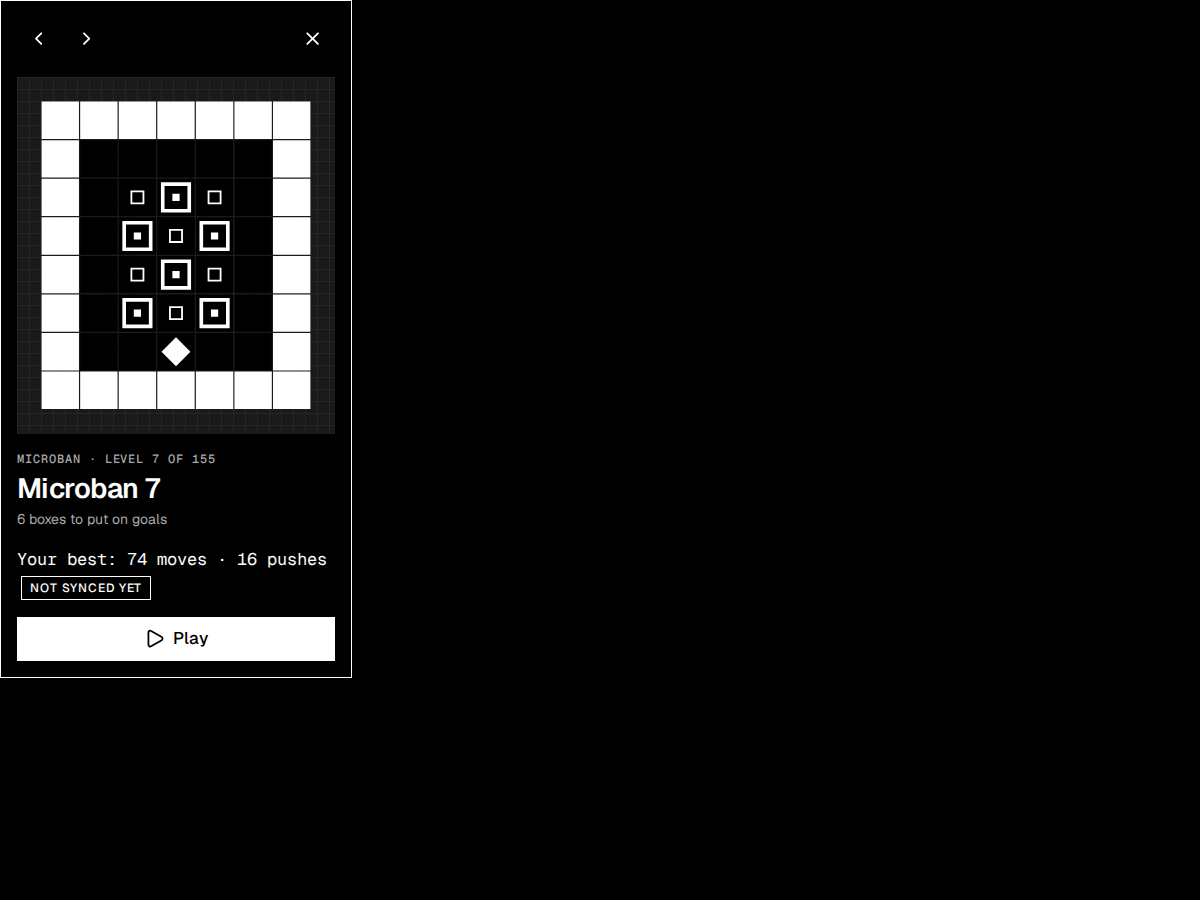 MICROBAN · LEVEL 7 OF 155
Microban 7
6 boxes to put on goals
Your best: 74 moves · 16 pushes
NOT SYNCED YET
Play